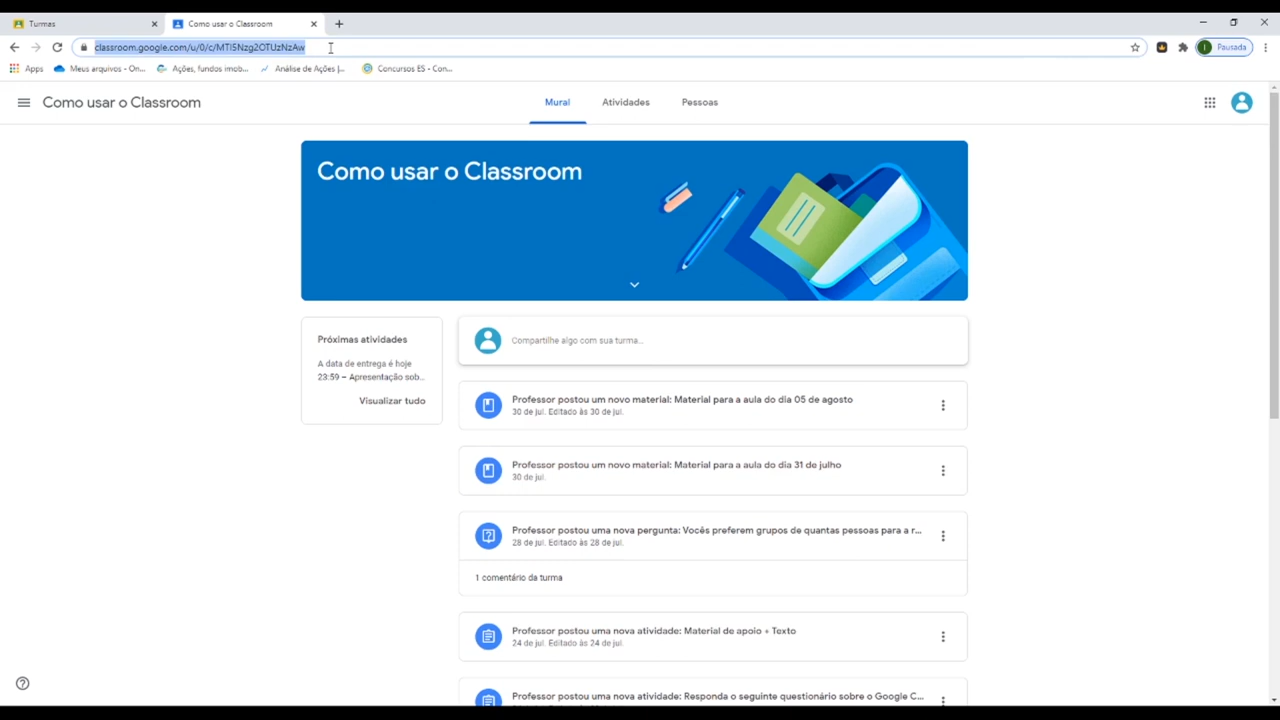 Turmas
Como usar o Classroom
classroom.google.com/u/0/c/MTI5Nzg2OTUzNzAw
I
Pausada
Apps
Meus arquivos - On...
Ações, fundos imob...
Análise de Ações |...
Concursos ES - Con...
Como usar o Classroom
Mural
Atividades
Pessoas
Como usar o Classroom
Próximas atividades
A data de entrega é hoje
23:59 – Apresentação sob...
Visualizar tudo
Compartilhe algo com sua turma...
Professor postou um novo material: Material para a aula do dia 05 de agosto
30 de jul. Editado às 30 de jul.
Professor postou um novo material: Material para a aula do dia 31 de julho
30 de jul.
Professor postou uma nova pergunta: Vocês preferem grupos de quantas pessoas para a r...
28 de jul. Editado às 28 de jul.
1 comentário da turma
Professor postou uma nova atividade: Material de apoio + Texto
24 de jul. Editado às 24 de jul.
Professor postou uma nova atividade: Responda o seguinte questionário sobre o Google C...